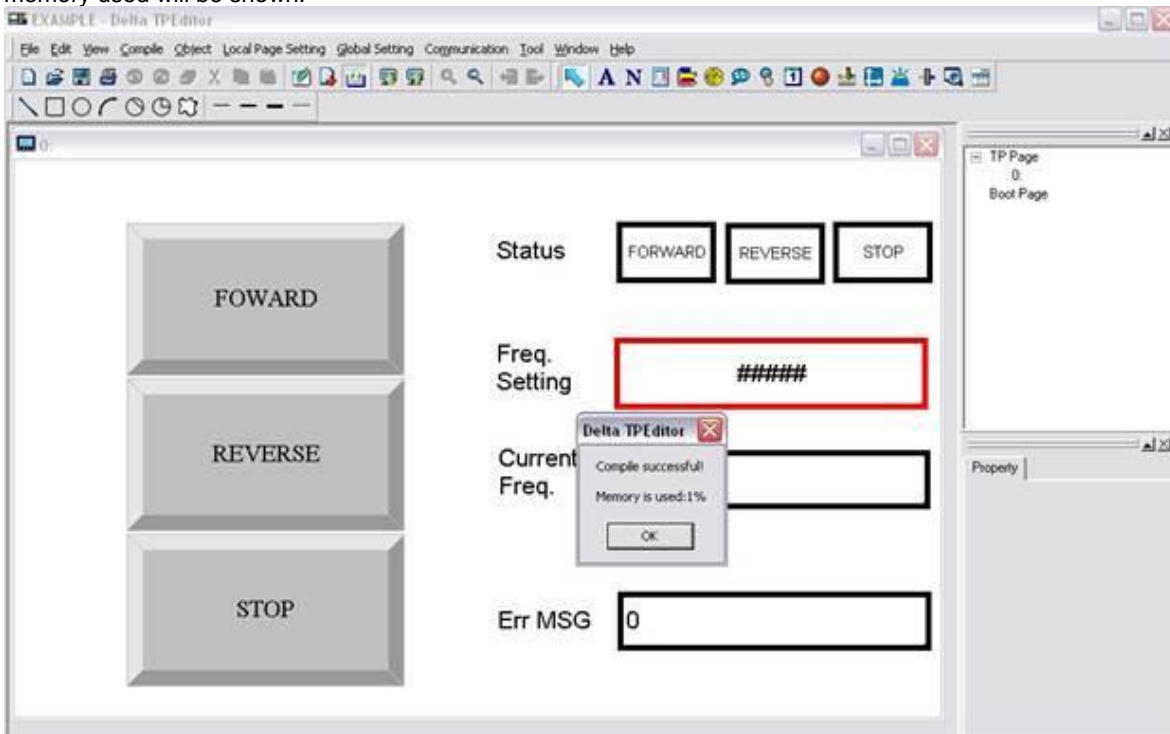 memory used will be shown.
EXAMPLE - Delta TPEditor
File Edit View Compile Object Local Page Setting Global Setting Communication Tool Window Help
A N 1
0:
TP Page
0:
Boot Page
FOWARD
Status
FORWARD
REVERSE
STOP
Freq.
Setting
#####
Delta TPEditor
Compile successful!
Memory is used:1%
OK
REVERSE
Current
Freq.
Property
STOP
Err MSG
0